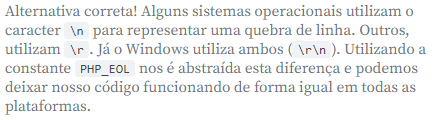 Alternativa correta! Alguns sistemas operacionais utilizam o
caracter \n para representar uma quebra de linha. Outros,
utilizam \r. Já o Windows utiliza ambos (\r\n). Utilizando a
constante PHP_EOL nos é abstraída esta diferença e podemos
deixar nosso código funcionando de forma igual em todas as
plataformas.